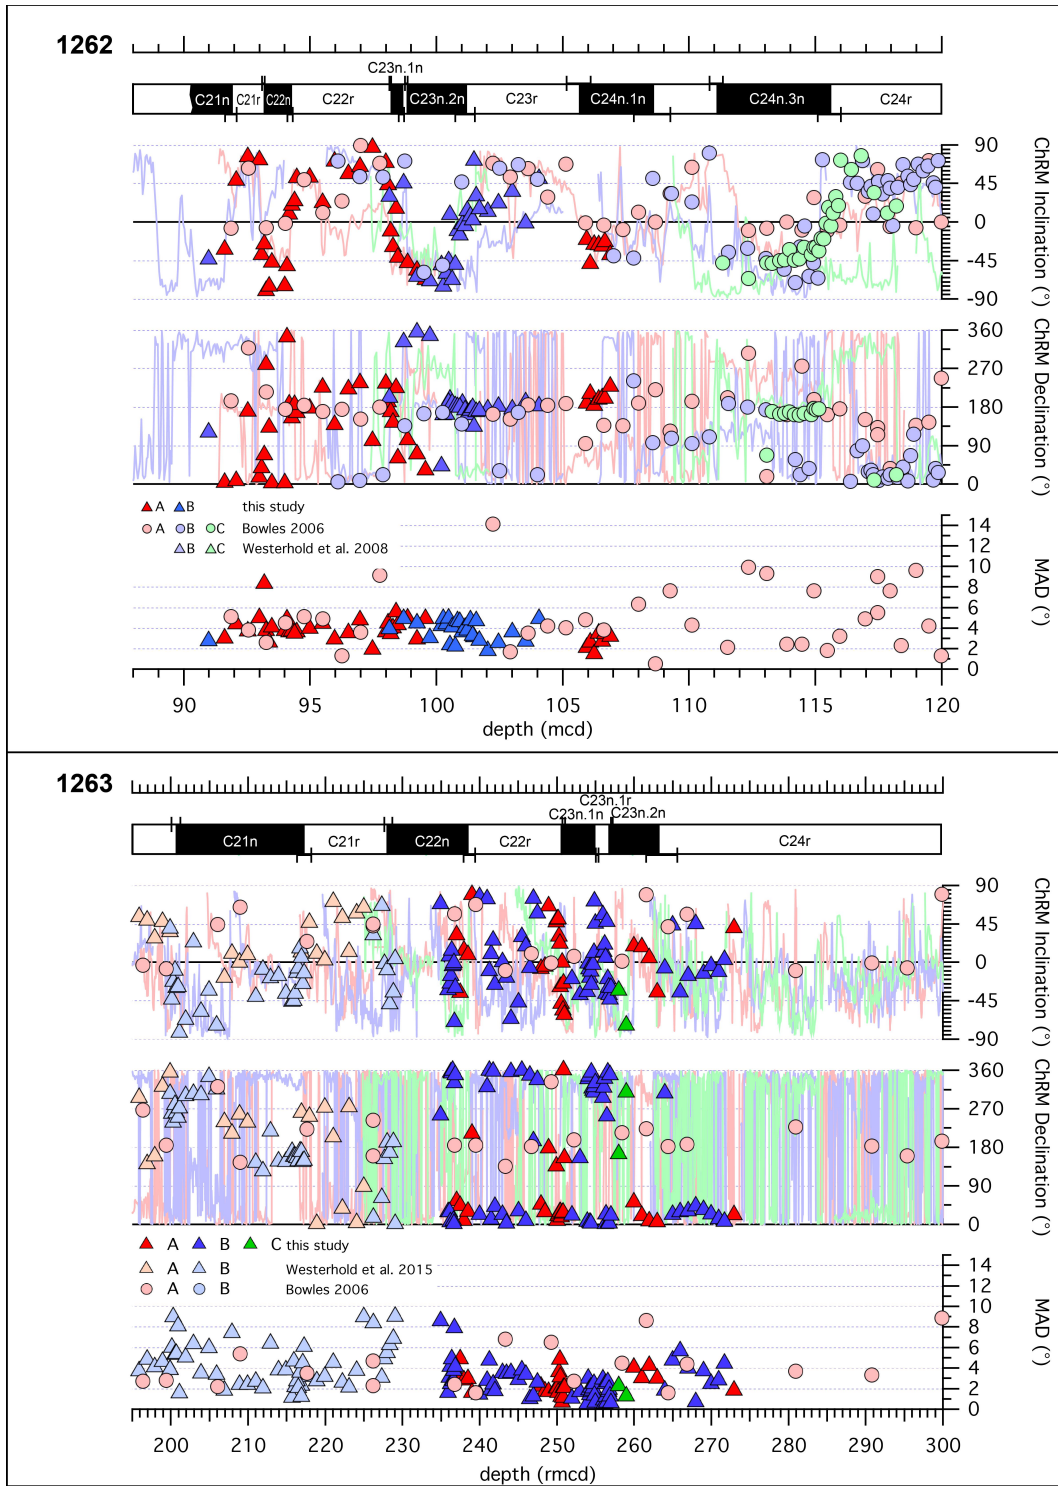 1262
C23n.1n
C21n C21r C22n C22r C23n.2n C23r C24n.1n C24n.3n C24r
90
45
0
-45
-90
ChRM Inclination (°)
360
270
180
90
0
ChRM Declination (°)
A B this study
A B C Bowles 2006
B C Westerhold et al. 2008
14
12
10
8
6
4
2
0
MAD (°)
90 95 100 105 110 115 120
depth (mcd)
1263
C23n.1r
C23n.1n C23n.2n
C21n C21r C22n C22r C24r
90
45
0
-45
-90
ChRM Inclination (°)
360
270
180
90
0
ChRM Declination (°)
A B C this study
A B Westerhold et al. 2015
A B Bowles 2006
14
12
10
8
6
4
2
0
MAD (°)
200 210 220 230 240 250 260 270 280 290 300
depth (rmcd)